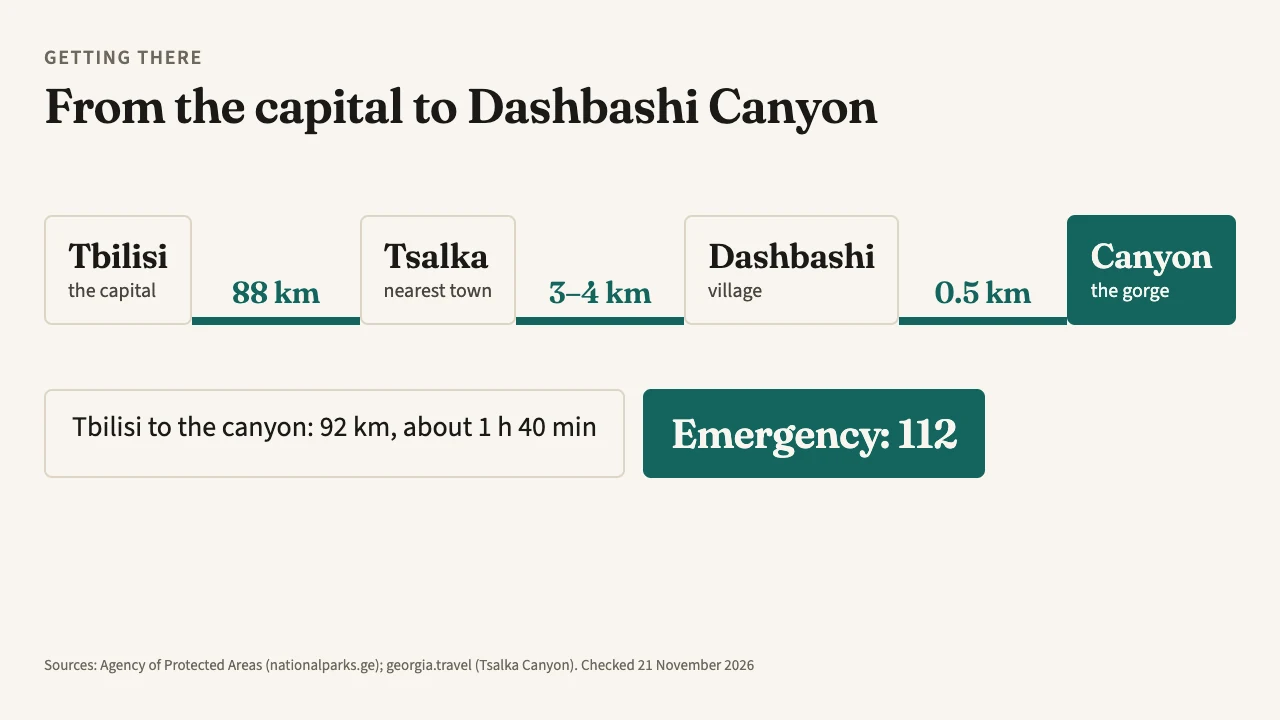 GETTING THERE
From the capital to Dashbashi Canyon
Tbilisi
the capital
88 km
Tsalka
nearest town
3–4 km
Dashbashi
village
0.5 km
Canyon
the gorge
Tbilisi to the canyon: 92 km, about 1 h 40 min
Emergency: 112
Sources: Agency of Protected Areas (nationalparks.ge); georgia.travel (Tsalka Canyon). Checked 21 November 2026